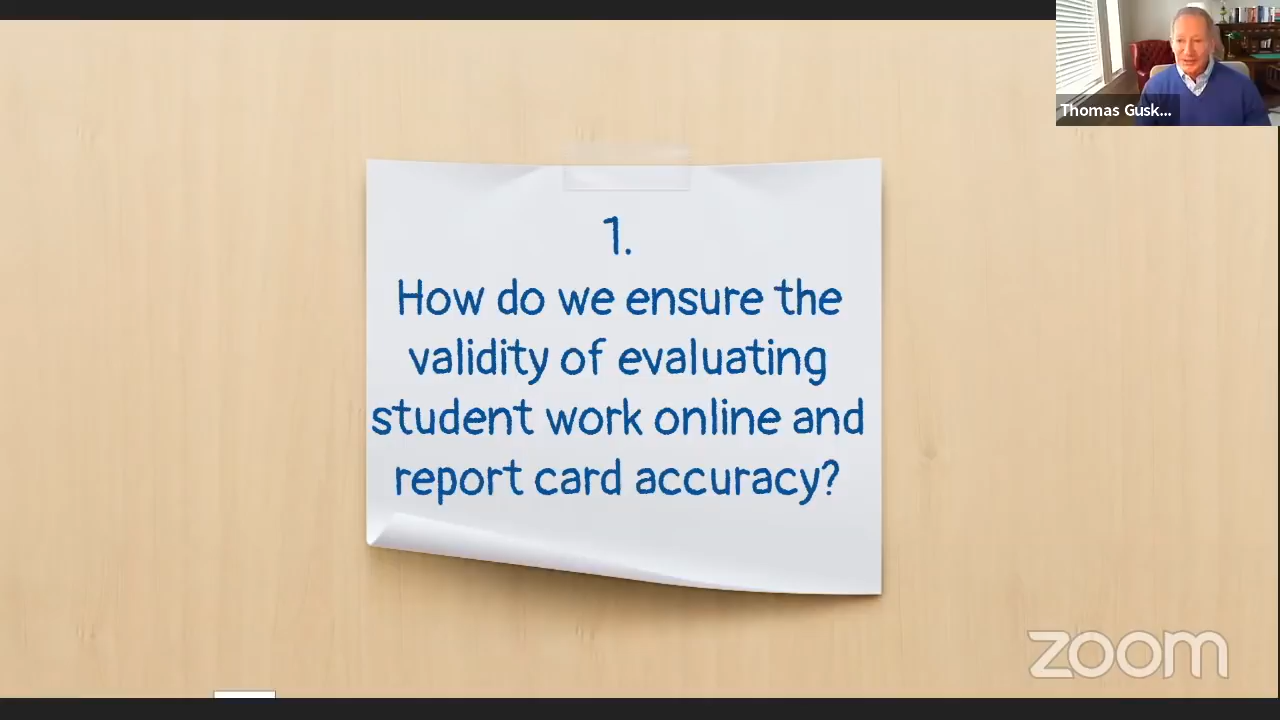 Thomas Gusk...
1.
How do we ensure the
validity of evaluating
student work online and
report card accuracy?
zoom